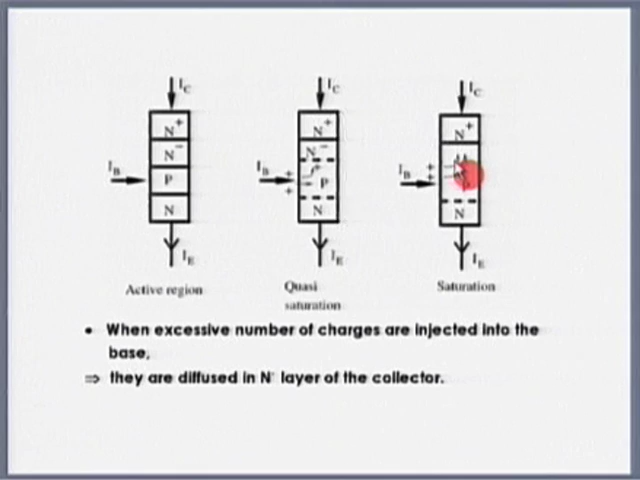 I_C I_C I_C
N⁺ N⁺ N⁺
N⁻ N⁻
I_B P I_B + + P I_B + +
N N N
I_E I_E I_E
Active region Quasi saturation Saturation
• When excessive number of charges are injected into the
base,
⇒ they are diffused in N⁻ layer of the collector.